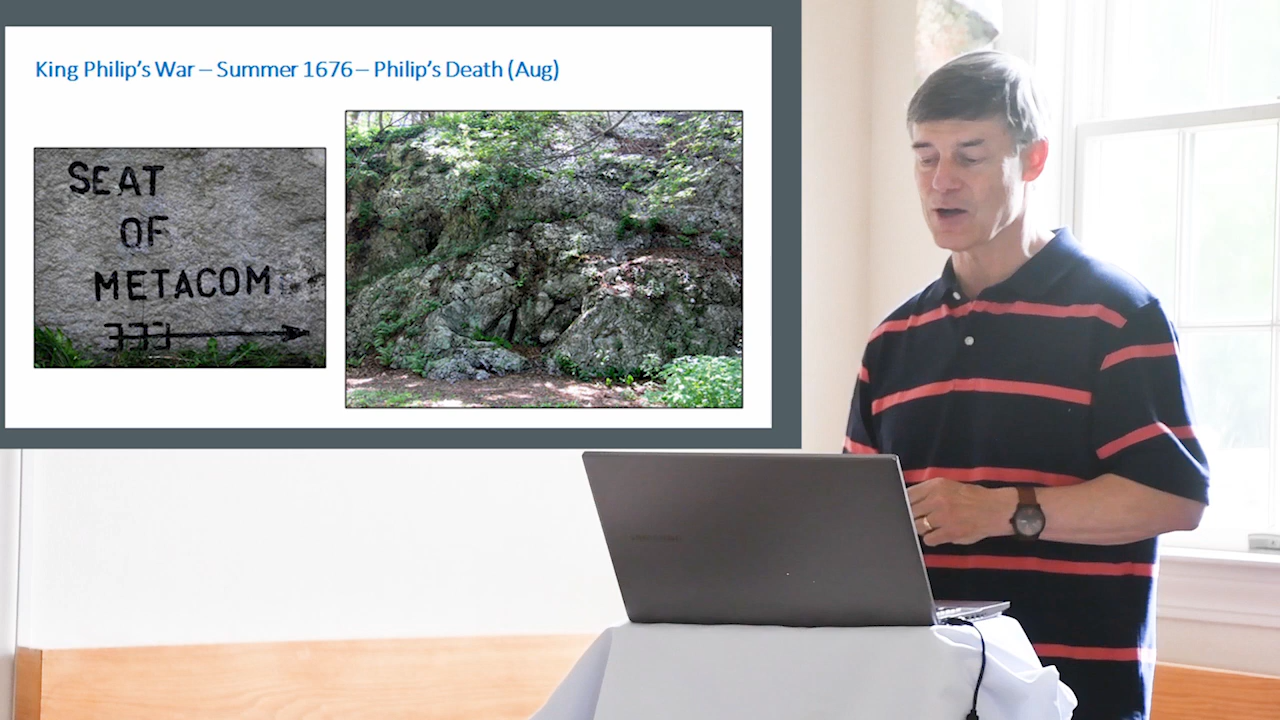 King Philip's War – Summer 1676 – Philip's Death (Aug)
SEAT
OF
METACOM